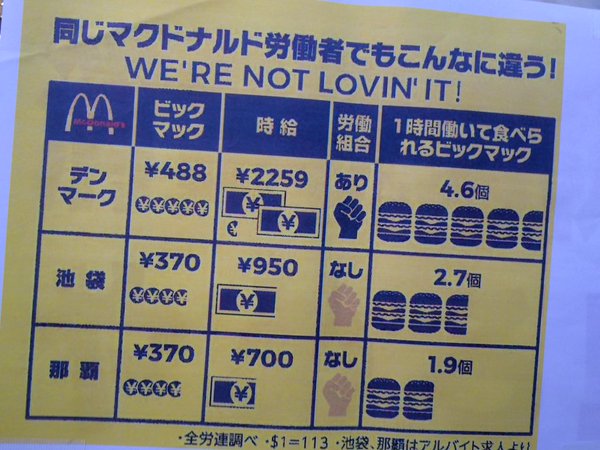 同じマクドナルド労働者でもこんなに違う!
WE'RE NOT LOVIN' IT!
McDonald's
ビック
マック
時給
労働
組合
1時間働いて食べら
れるビックマック
デン
マーク
¥488
¥2259
あり
4.6個
池袋
¥370
¥950
なし
2.7個
那覇
¥370
¥700
なし
1.9個
・全労連調べ ・$1=113 ・池袋、那覇はアルバイト求人より